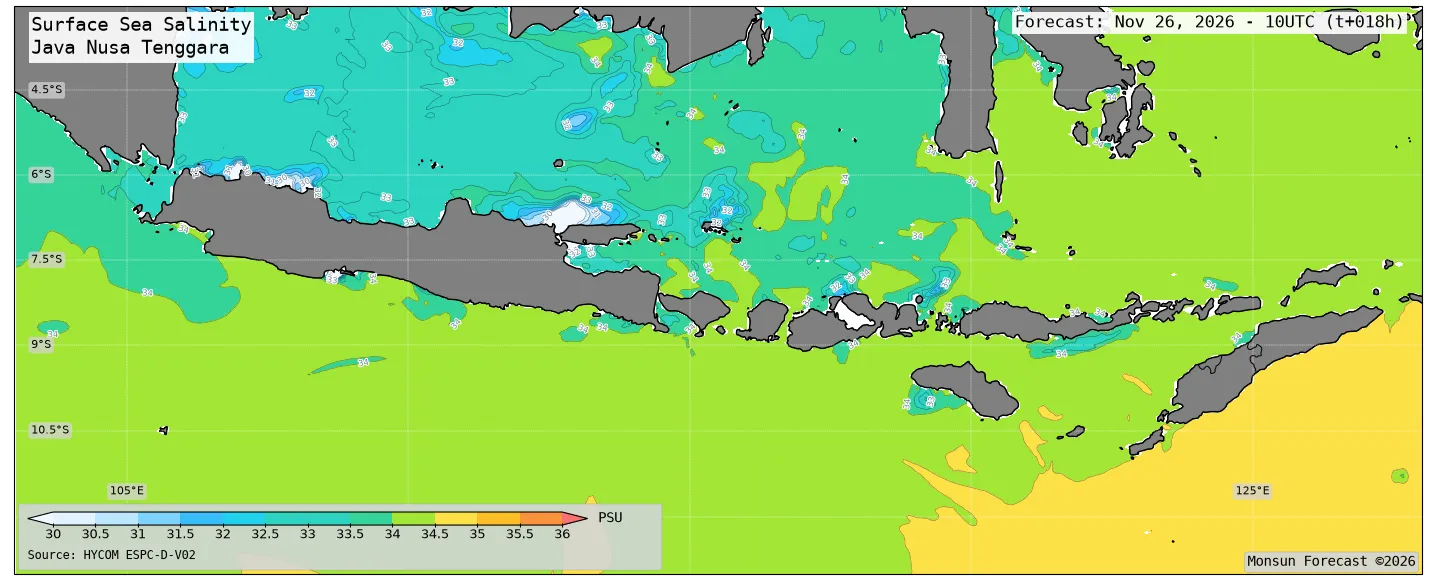 Surface Sea Salinity
Java Nusa Tenggara
Forecast: Nov 26, 2026 - 10UTC (t+018h)
4.5°S
6°S
7.5°S
9°S
10.5°S
105°E
125°E
30 30.5 31 31.5 32 32.5 33 33.5 34 34.5 35 35.5 36
PSU
Source: HYCOM ESPC-D-V02
Monsun Forecast ©2026